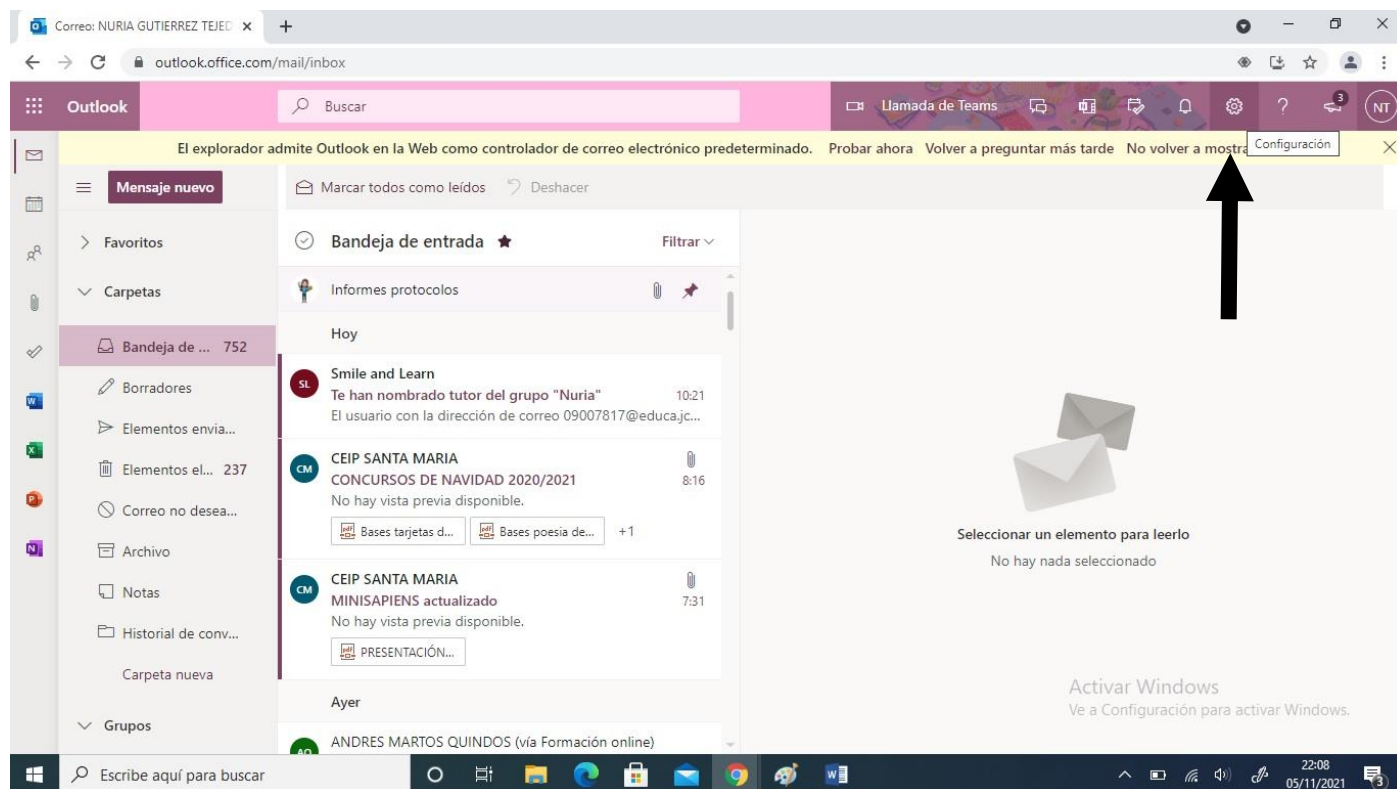 Correo: NURIA GUTIERREZ TEJED
outlook.office.com/mail/inbox
Outlook
Buscar
Llamada de Teams
3
NT
El explorador admite Outlook en la Web como controlador de correo electrónico predeterminado. Probar ahora Volver a preguntar más tarde No volver a mostra
Configuración
Mensaje nuevo
Marcar todos como leídos
Deshacer
Favoritos
Carpetas
Bandeja de ... 752
Borradores
Elementos envia...
Elementos el... 237
Correo no desea...
Archivo
Notas
Historial de conv...
Carpeta nueva
Grupos
Bandeja de entrada
Filtrar
Informes protocolos
Hoy
SL
Smile and Learn
Te han nombrado tutor del grupo "Nuria" 10:21
El usuario con la dirección de correo 09007817@educa.jc...
CM
CEIP SANTA MARIA
CONCURSOS DE NAVIDAD 2020/2021 8:16
No hay vista previa disponible.
Bases tarjetas d... Bases poesia de... +1
CM
CEIP SANTA MARIA
MINISAPIENS actualizado 7:31
No hay vista previa disponible.
PRESENTACIÓN...
Ayer
ANDRES MARTOS QUINDOS (vía Formación online)
Seleccionar un elemento para leerlo
No hay nada seleccionado
Activar Windows
Ve a Configuración para activar Windows.
Escribe aquí para buscar
22:08
05/11/2021
3